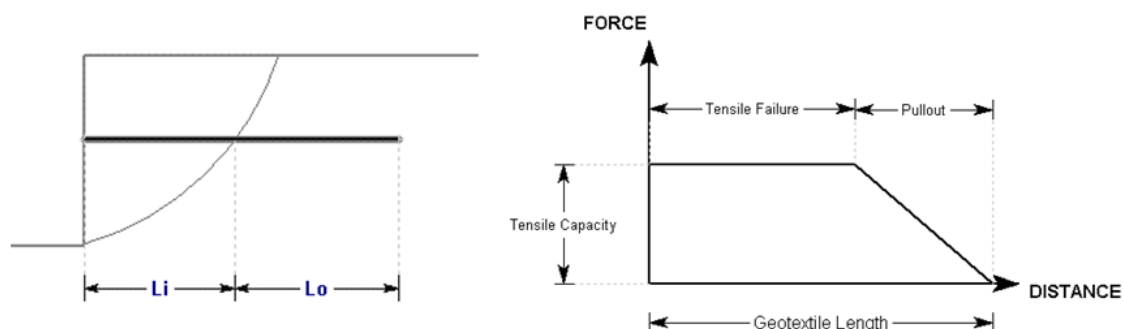 Li
Lo
FORCE
Tensile Failure
Pullout
Tensile Capacity
DISTANCE
Geotextile Length